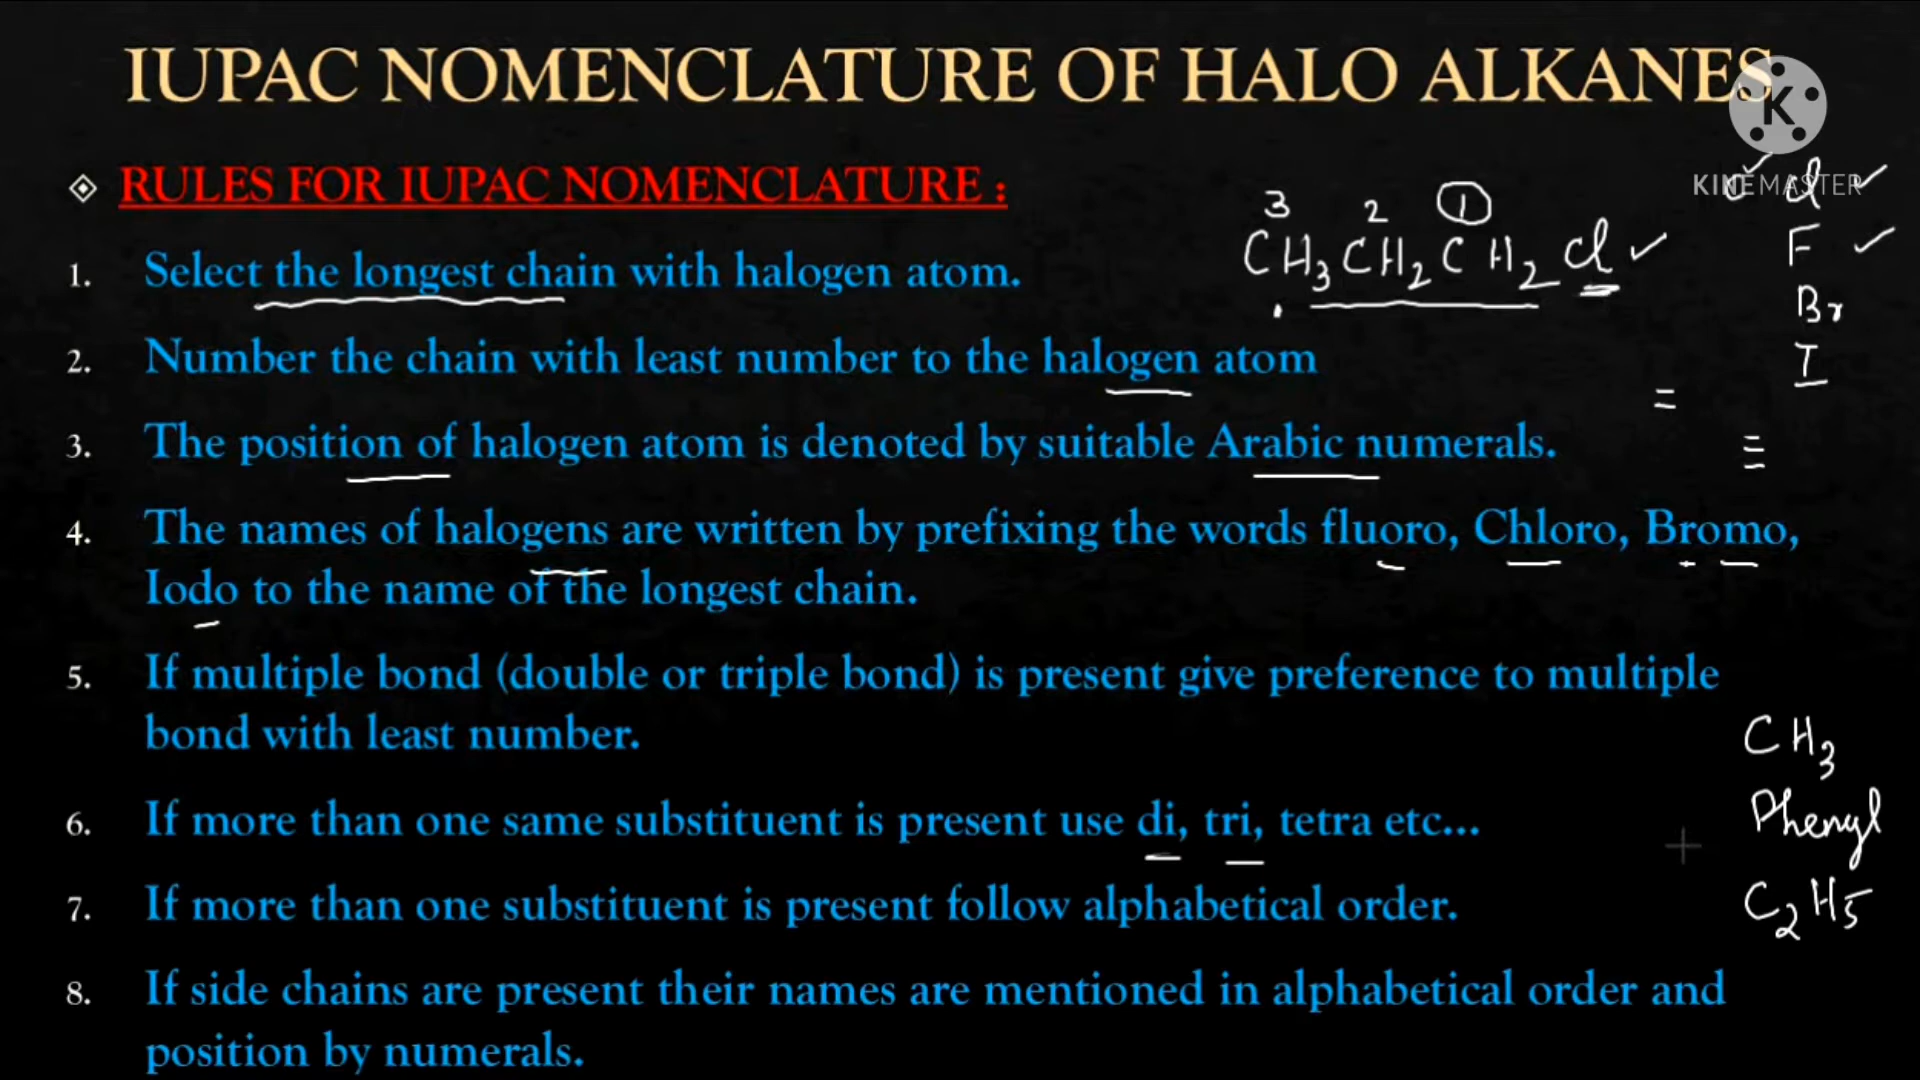 IUPAC NOMENCLATURE OF HALO ALKANES
K
KINEMASTER
RULES FOR IUPAC NOMENCLATURE :
3 2 1
CH3CH2CH2Cl
Cl
F
Br
I
1. Select the longest chain with halogen atom.
2. Number the chain with least number to the halogen atom
=
≡
3. The position of halogen atom is denoted by suitable Arabic numerals.
4. The names of halogens are written by prefixing the words fluoro, Chloro, Bromo,
Iodo to the name of the longest chain.
5. If multiple bond (double or triple bond) is present give preference to multiple
bond with least number.
CH3
Phenyl
C2H5
6. If more than one same substituent is present use di, tri, tetra etc...
7. If more than one substituent is present follow alphabetical order.
8. If side chains are present their names are mentioned in alphabetical order and
position by numerals.